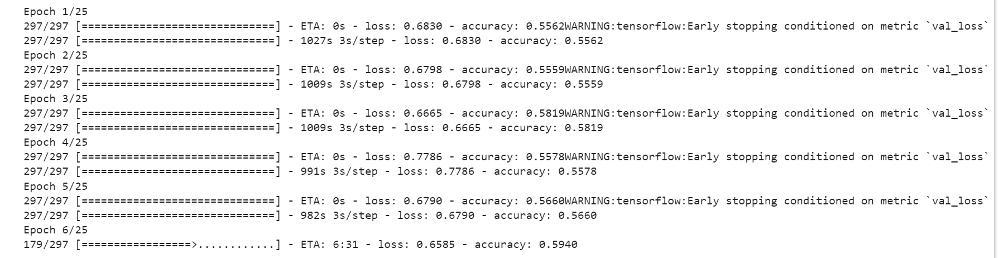 Epoch 1/25
297/297 [==============================] - ETA: 0s - loss: 0.6830 - accuracy: 0.5562WARNING:tensorflow:Early stopping conditioned on metric `val_loss`
297/297 [==============================] - 1027s 3s/step - loss: 0.6830 - accuracy: 0.5562
Epoch 2/25
297/297 [==============================] - ETA: 0s - loss: 0.6798 - accuracy: 0.5559WARNING:tensorflow:Early stopping conditioned on metric `val_loss`
297/297 [==============================] - 1009s 3s/step - loss: 0.6798 - accuracy: 0.5559
Epoch 3/25
297/297 [==============================] - ETA: 0s - loss: 0.6665 - accuracy: 0.5819WARNING:tensorflow:Early stopping conditioned on metric `val_loss`
297/297 [==============================] - 1009s 3s/step - loss: 0.6665 - accuracy: 0.5819
Epoch 4/25
297/297 [==============================] - ETA: 0s - loss: 0.7786 - accuracy: 0.5578WARNING:tensorflow:Early stopping conditioned on metric `val_loss`
297/297 [==============================] - 991s 3s/step - loss: 0.7786 - accuracy: 0.5578
Epoch 5/25
297/297 [==============================] - ETA: 0s - loss: 0.6790 - accuracy: 0.5660WARNING:tensorflow:Early stopping conditioned on metric `val_loss`
297/297 [==============================] - 982s 3s/step - loss: 0.6790 - accuracy: 0.5660
Epoch 6/25
179/297 [=================>............] - ETA: 6:31 - loss: 0.6585 - accuracy: 0.5940